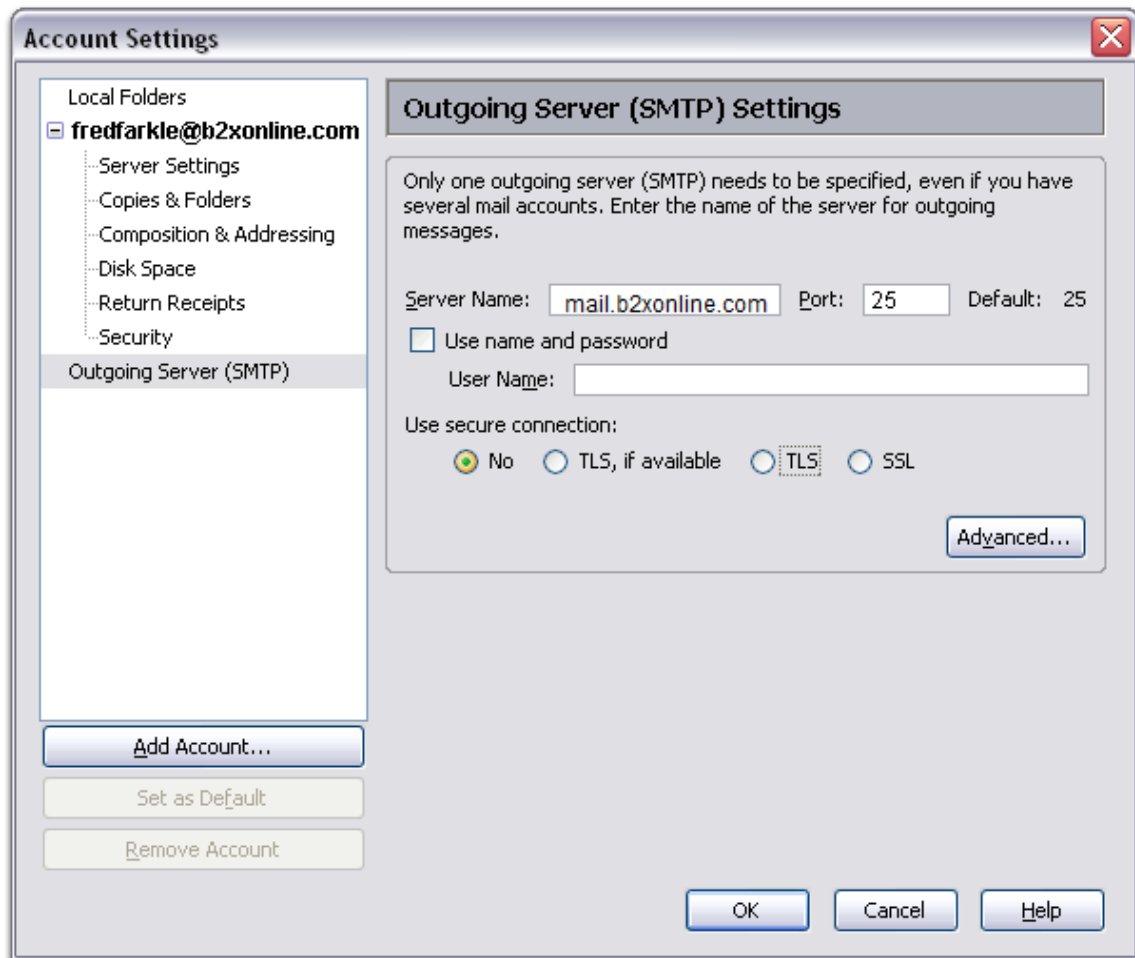 Account Settings
Local Folders
fredfarkle@b2xonline.com
Server Settings
Copies & Folders
Composition & Addressing
Disk Space
Return Receipts
Security
Outgoing Server (SMTP)
Add Account...
Set as Default
Remove Account
Outgoing Server (SMTP) Settings
Only one outgoing server (SMTP) needs to be specified, even if you have
several mail accounts. Enter the name of the server for outgoing
messages.
Server Name: mail.b2xonline.com Port: 25 Default: 25
Use name and password
User Name:
Use secure connection:
No TLS, if available TLS SSL
Advanced...
OK Cancel Help